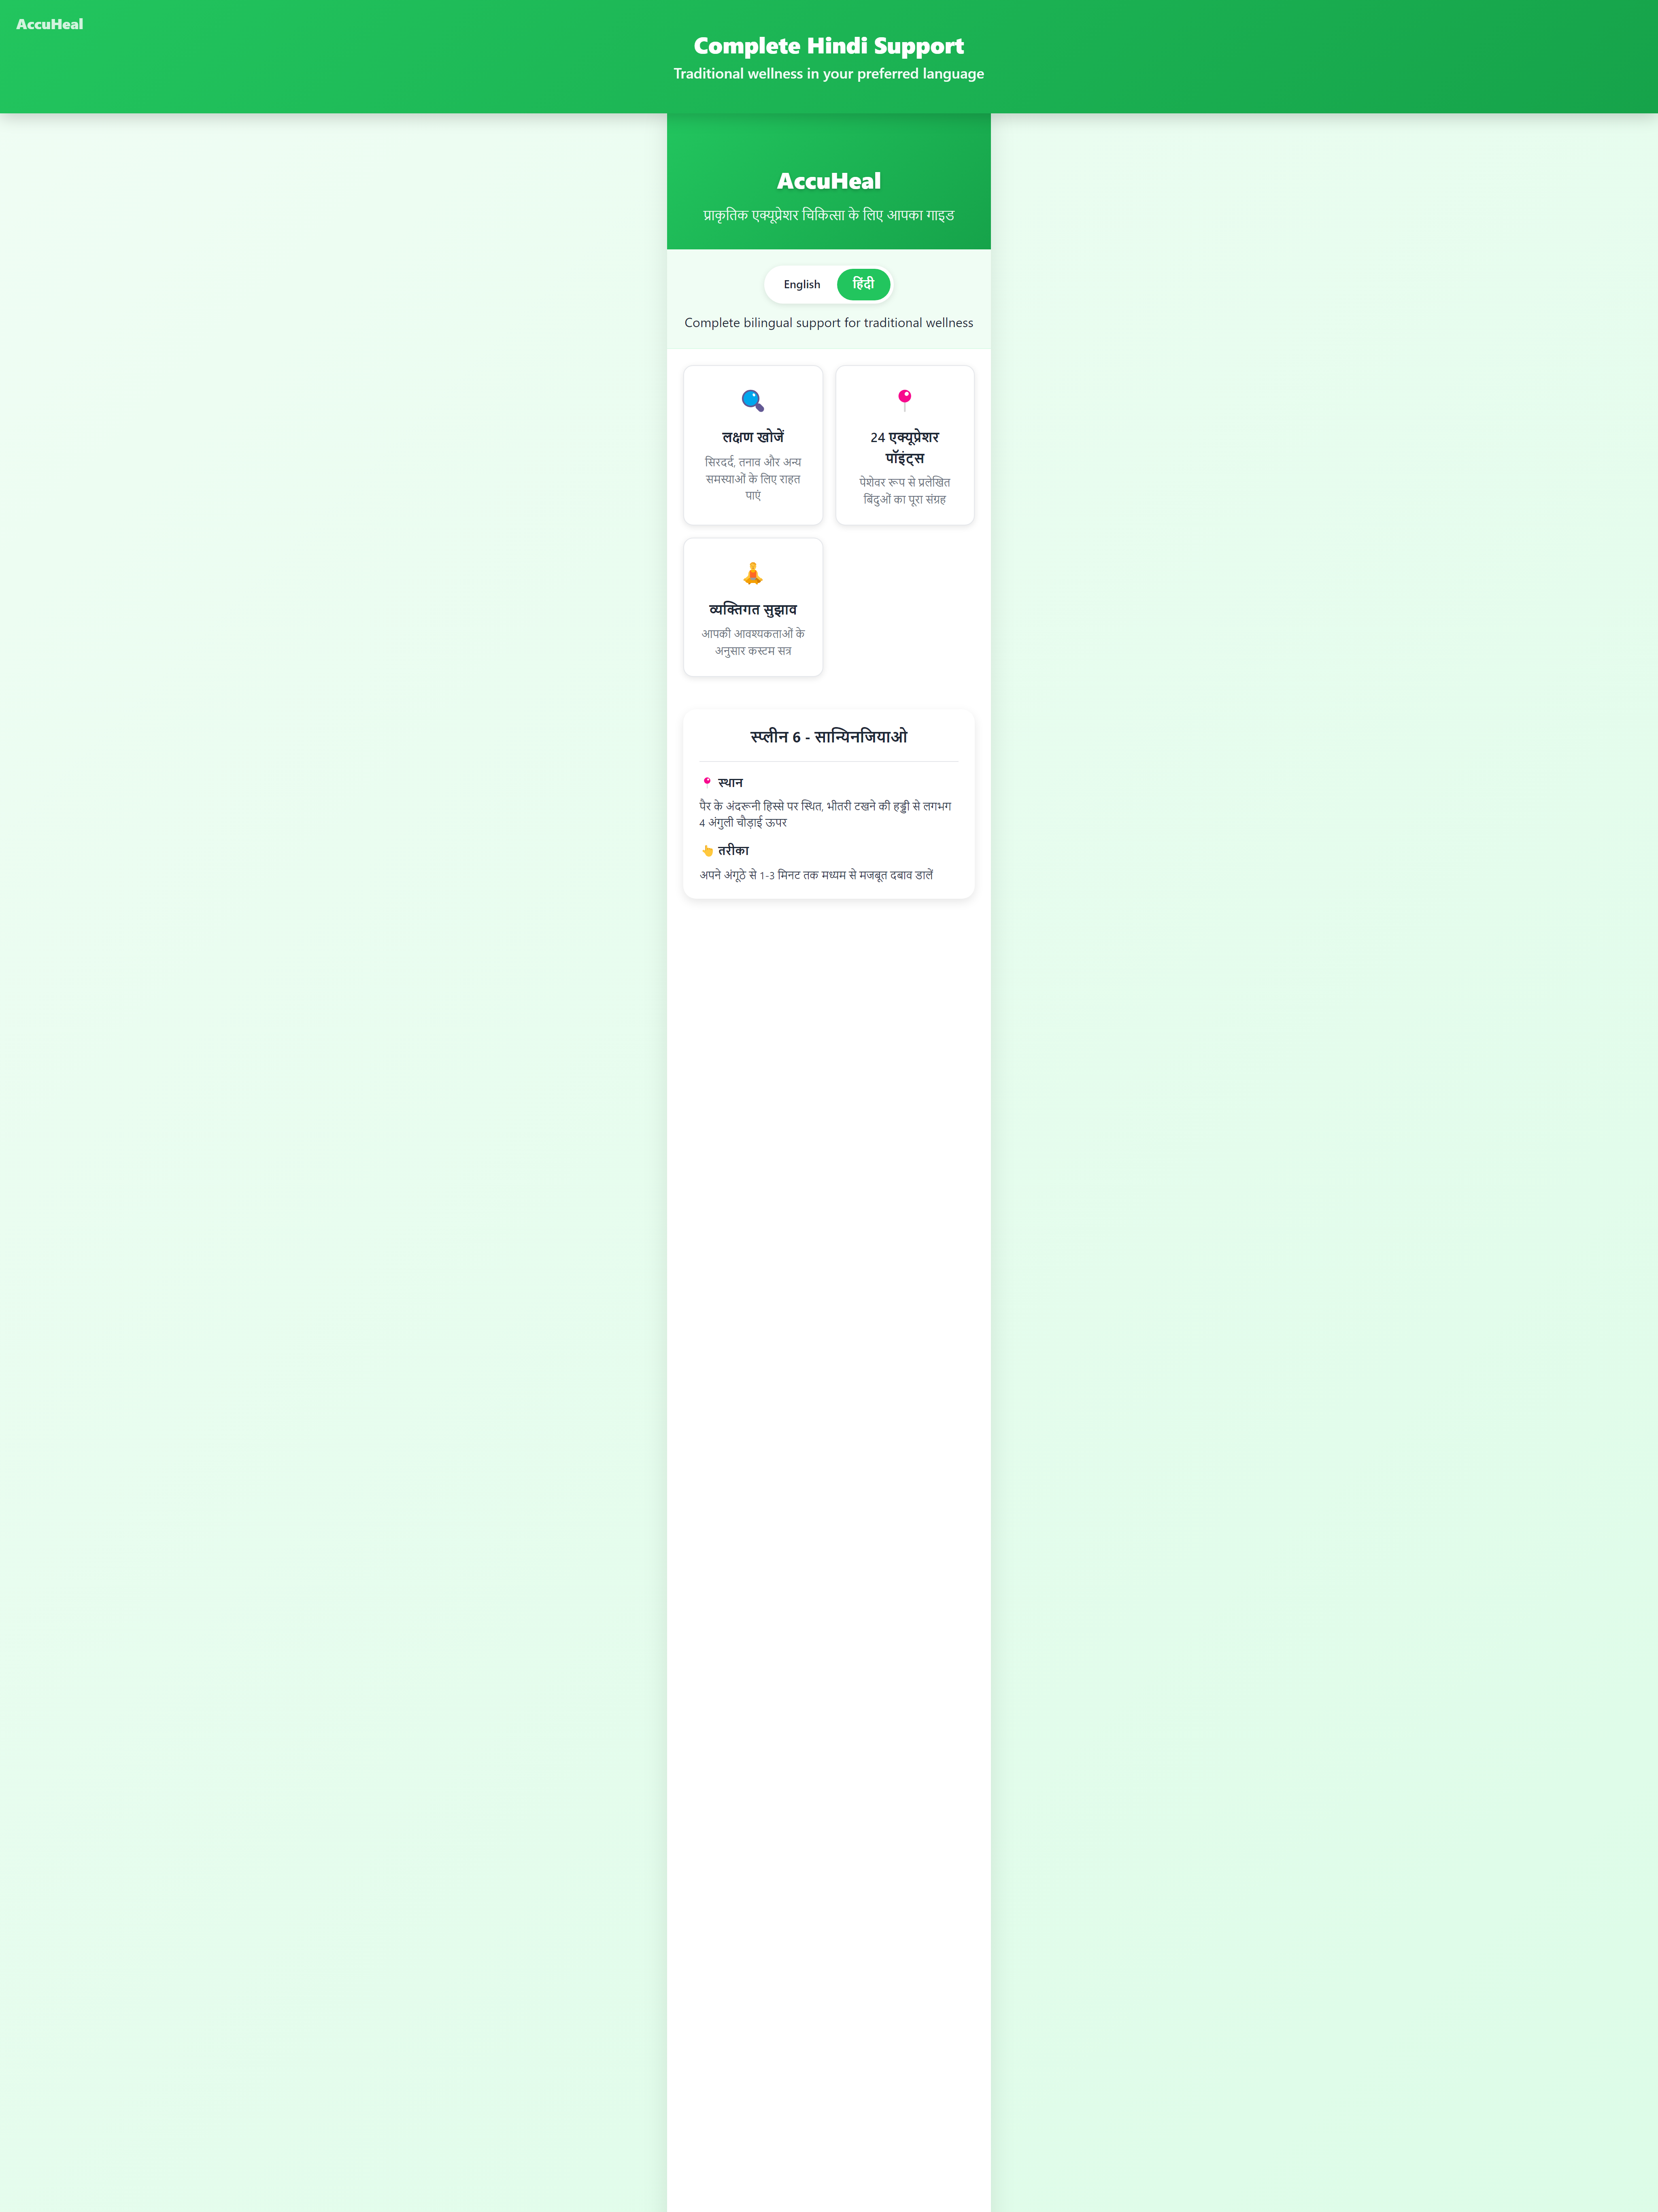 AccuHeal
Complete Hindi Support
Traditional wellness in your preferred language
AccuHeal
प्राकृतिक एक्यूप्रेशर चिकित्सा के लिए आपका गाइड
English
हिंदी
Complete bilingual support for traditional wellness
लक्षण खोजें
सिरदर्द, तनाव और अन्य
समस्याओं के लिए राहत
पाएं
24 एक्यूप्रेशर
पॉइंट्स
पेशेवर रूप से प्रलेखित
बिंदुओं का पूरा संग्रह
व्यक्तिगत सुझाव
आपकी आवश्यकताओं के
अनुसार कस्टम सत्र
स्प्लीन 6 - सान्यिनजियाओ
स्थान
पैर के अंदरूनी हिस्से पर स्थित, भीतरी टखने की हड्डी से लगभग
4 अंगुली चौड़ाई ऊपर
तरीका
अपने अंगूठे से 1-3 मिनट तक मध्यम से मजबूत दबाव डालें